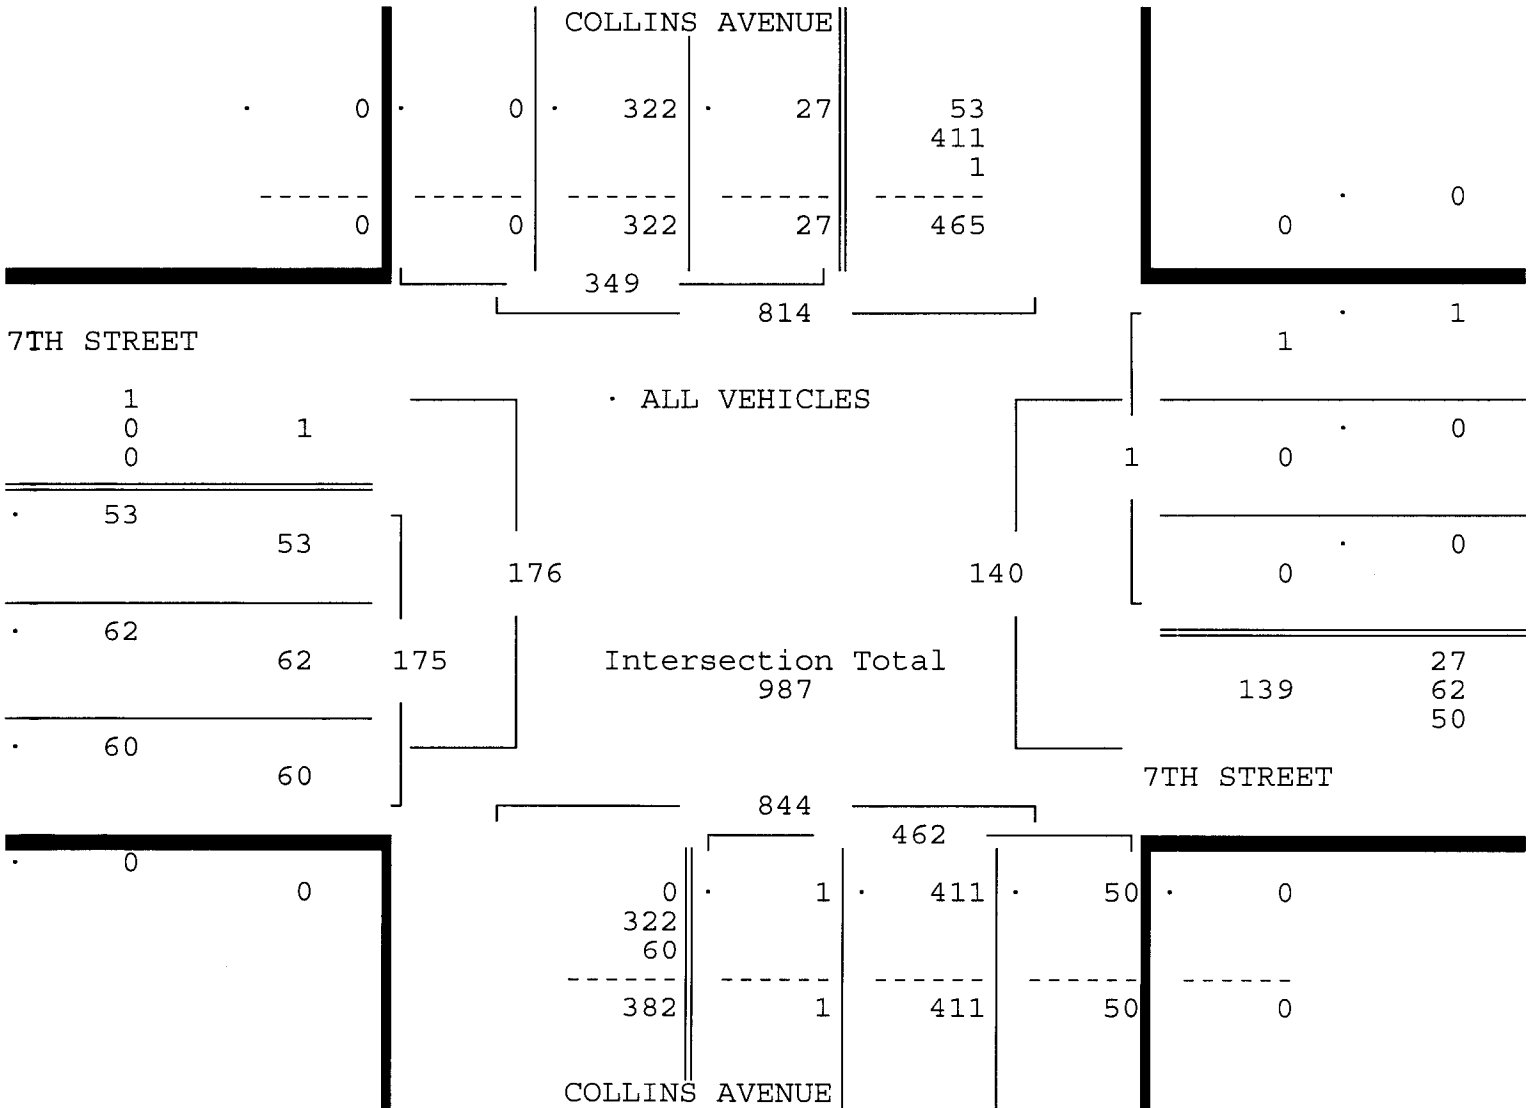 COLLINS AVENUE
· 0 · 0 · 322 · 27 53
411
1
------ ------ ------ ------ ------ · 0
0 0 322 27 465 0
349
814 · 1
7TH STREET 1
1 · ALL VEHICLES
0 1 · 0
0 1 0
· 53
53 · 0
176 140 0
· 62
62 175 Intersection Total 27
987 139 62
50
· 60
60 7TH STREET
844
462
· 0
0 0 · 1 · 411 · 50 · 0
322
60
------ ------ ------ ------ ------
382 1 411 50 0
COLLINS AVENUE